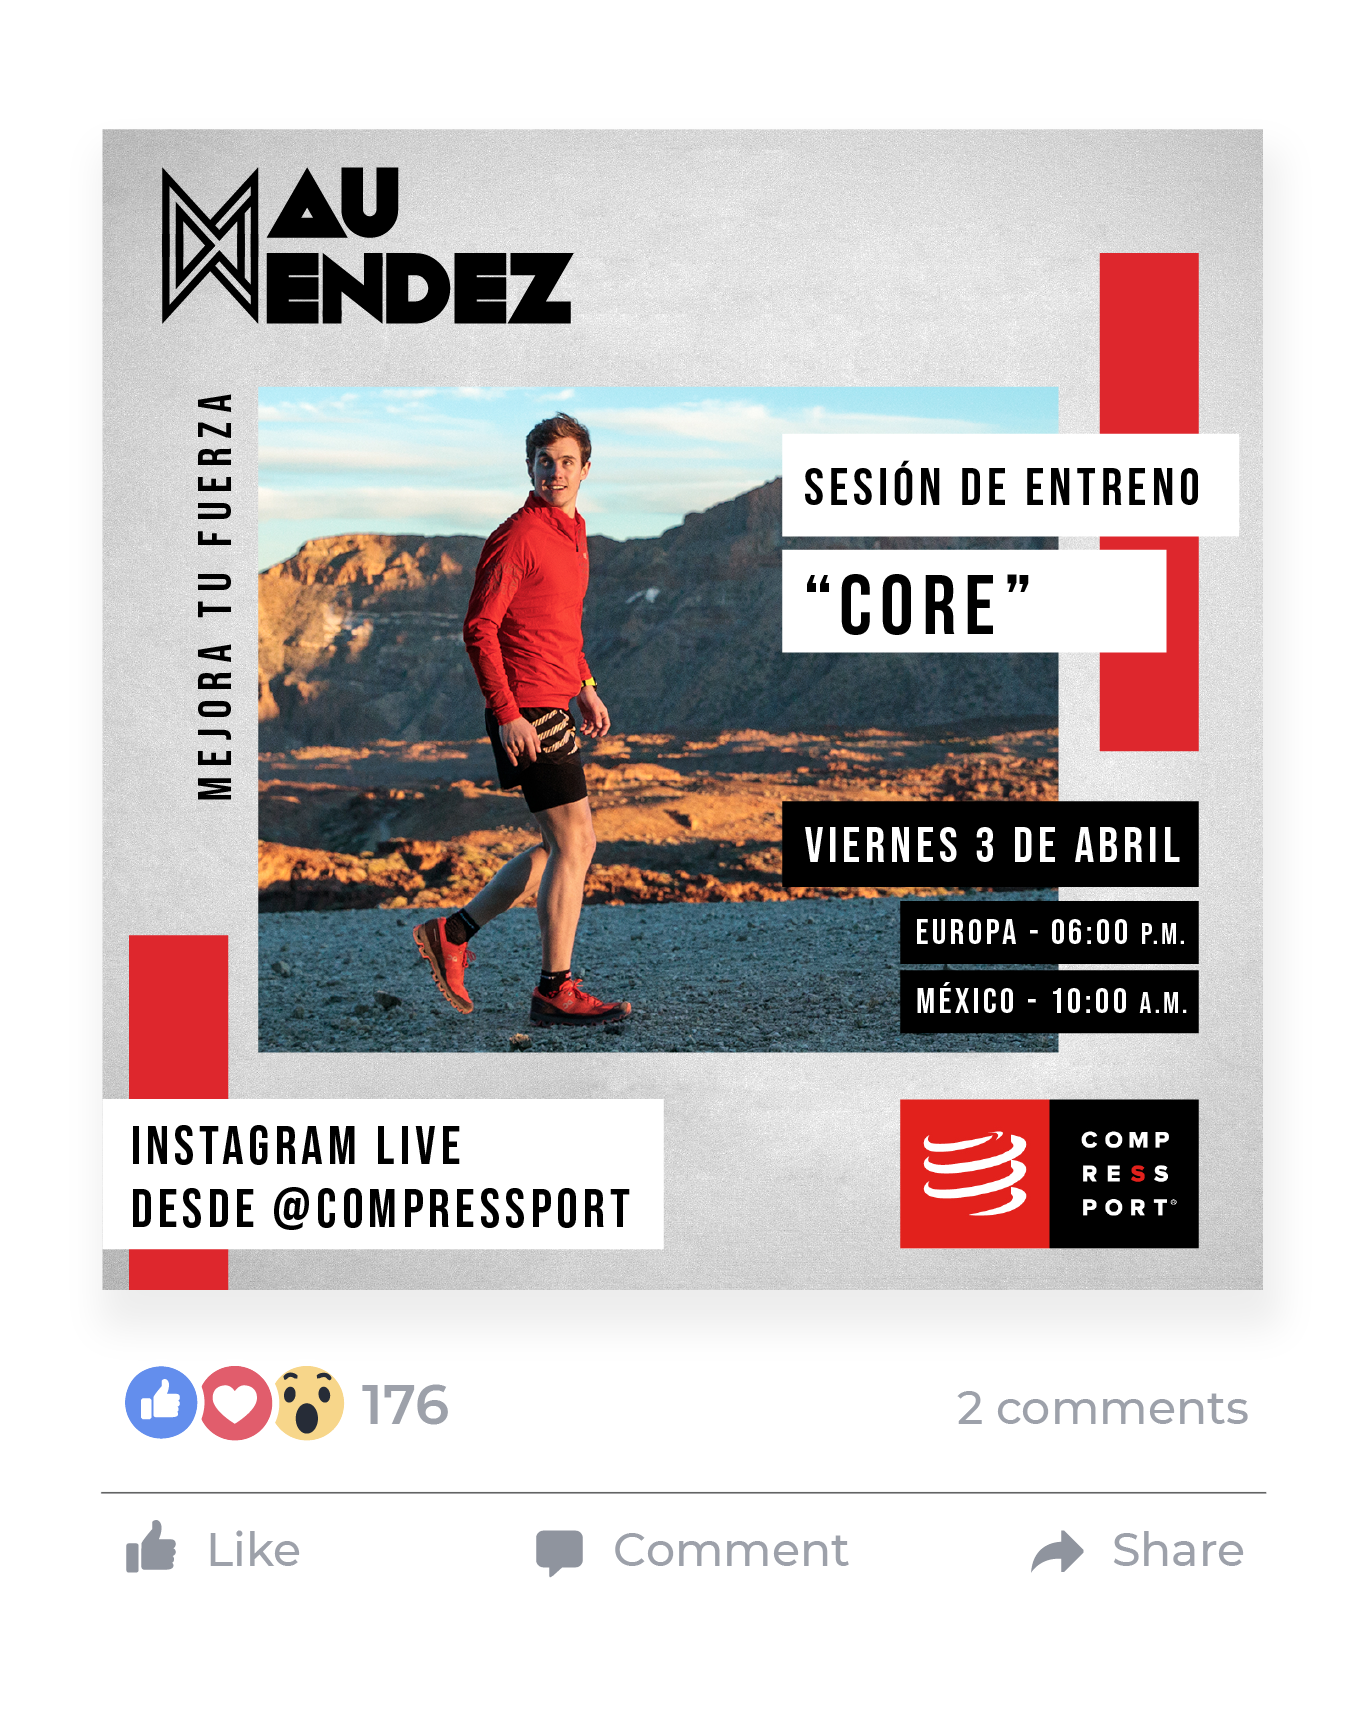 MAU
MENDEZ
MEJORA TU FUERZA
SESIÓN DE ENTRENO
“CORE”
VIERNES 3 DE ABRIL
EUROPA - 06:00 P.M.
MÉXICO - 10:00 A.M.
INSTAGRAM LIVE
DESDE @COMPRESSPORT
COMP
RESS
PORT®
176
2 comments
Like
Comment
Share